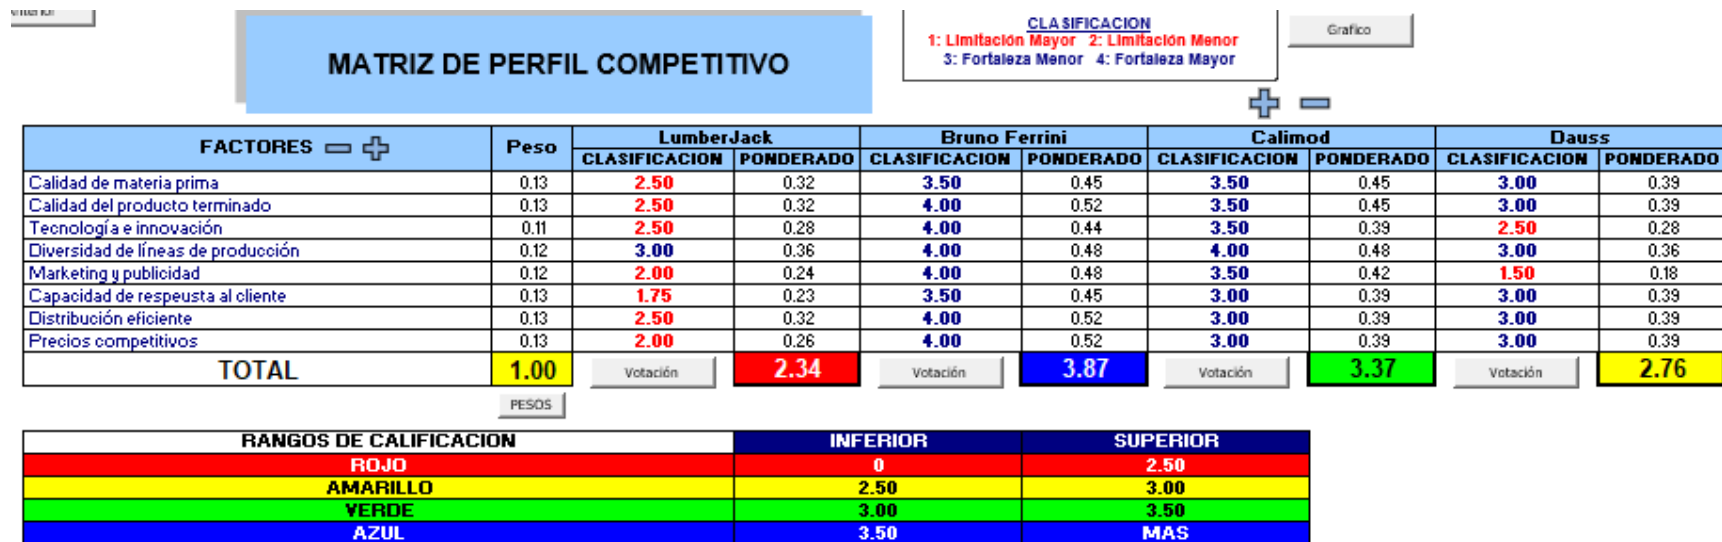 CLASIFICACION
1: Limitación Mayor 2: Limitación Menor
3: Fortaleza Menor 4: Fortaleza Mayor
Grafico
MATRIZ DE PERFIL COMPETITIVO
FACTORES Peso LumberJack Bruno Ferrini Calimod Dauss
CLASIFICACION PONDERADO CLASIFICACION PONDERADO CLASIFICACION PONDERADO CLASIFICACION PONDERADO
Calidad de materia prima 0.13 2.50 0.32 3.50 0.45 3.50 0.45 3.00 0.39
Calidad del producto terminado 0.13 2.50 0.32 4.00 0.52 3.50 0.45 3.00 0.39
Tecnología e innovación 0.11 2.50 0.28 4.00 0.44 3.50 0.39 2.50 0.28
Diversidad de líneas de producción 0.12 3.00 0.36 4.00 0.48 4.00 0.48 3.00 0.36
Marketing y publicidad 0.12 2.00 0.24 4.00 0.48 3.50 0.42 1.50 0.18
Capacidad de respeusta al cliente 0.13 1.75 0.23 3.50 0.45 3.00 0.39 3.00 0.39
Distribución eficiente 0.13 2.50 0.32 4.00 0.52 3.00 0.39 3.00 0.39
Precios competitivos 0.13 2.00 0.26 4.00 0.52 3.00 0.39 3.00 0.39
TOTAL 1.00 Votación 2.34 Votación 3.87 Votación 3.37 Votación 2.76
PESOS
RANGOS DE CALIFICACION INFERIOR SUPERIOR
ROJO 0 2.50
AMARILLO 2.50 3.00
VERDE 3.00 3.50
AZUL 3.50 MAS